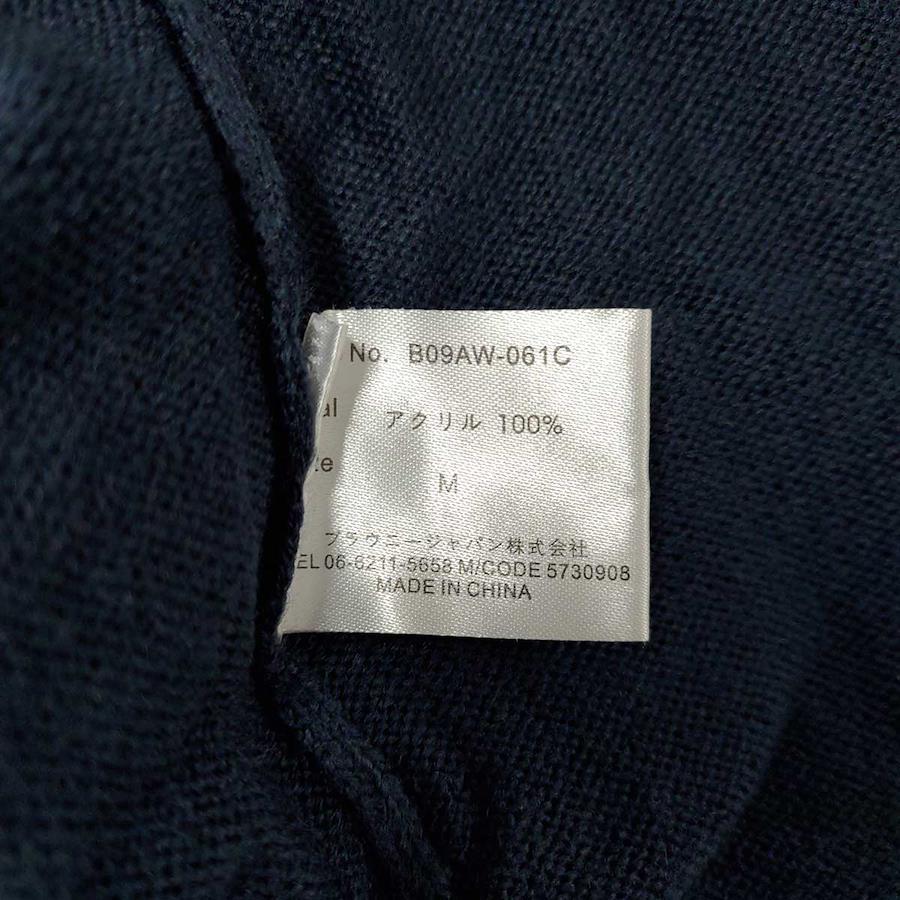 No. B09AW-061C
al アクリル 100%
te M
ブラウニージャパン株式会社
EL 06-6211-5658 M/CODE 5730908
MADE IN CHINA